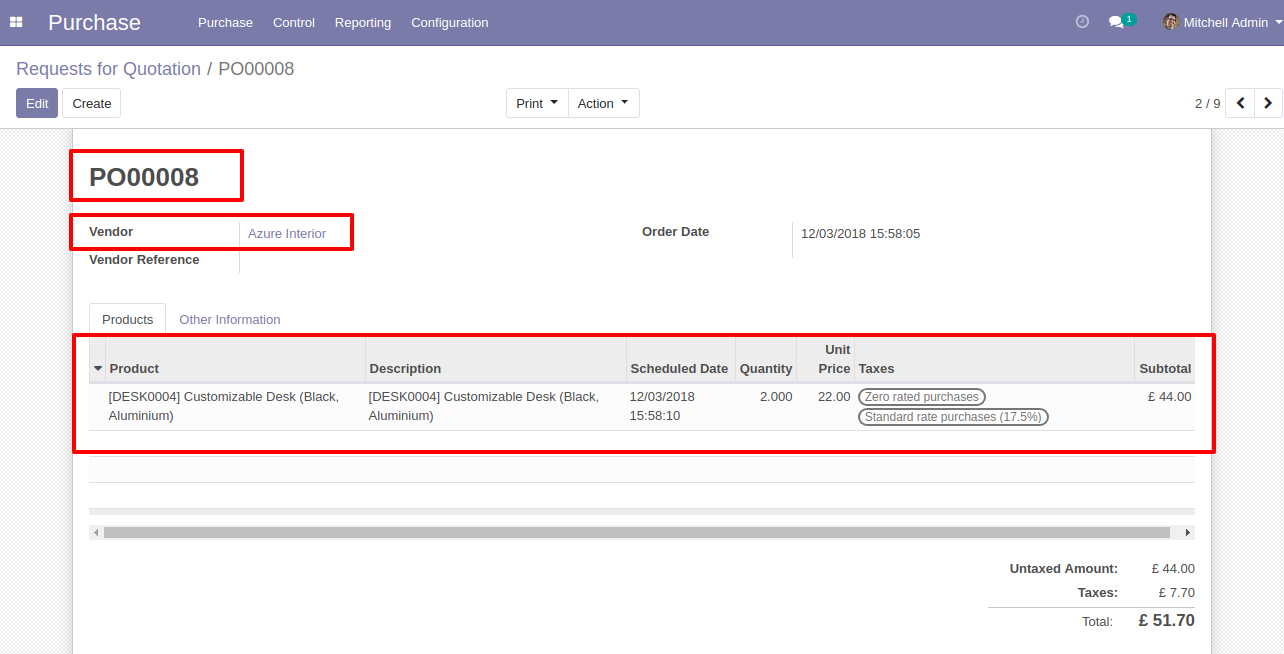 Purchase Purchase Control Reporting Configuration 1 Mitchell Admin
Requests for Quotation / PO00008
Edit Create Print Action 2 / 9
PO00008
Vendor Azure Interior Order Date 12/03/2018 15:58:05
Vendor Reference
Products Other Information
Unit
Product Description Scheduled Date Quantity Price Taxes Subtotal
[DESK0004] Customizable Desk (Black, [DESK0004] Customizable Desk (Black, 12/03/2018 2.000 22.00 Zero rated purchases £ 44.00
Aluminium) Aluminium) 15:58:10 Standard rate purchases (17.5%)
Untaxed Amount: £ 44.00
Taxes: £ 7.70
Total: £ 51.70